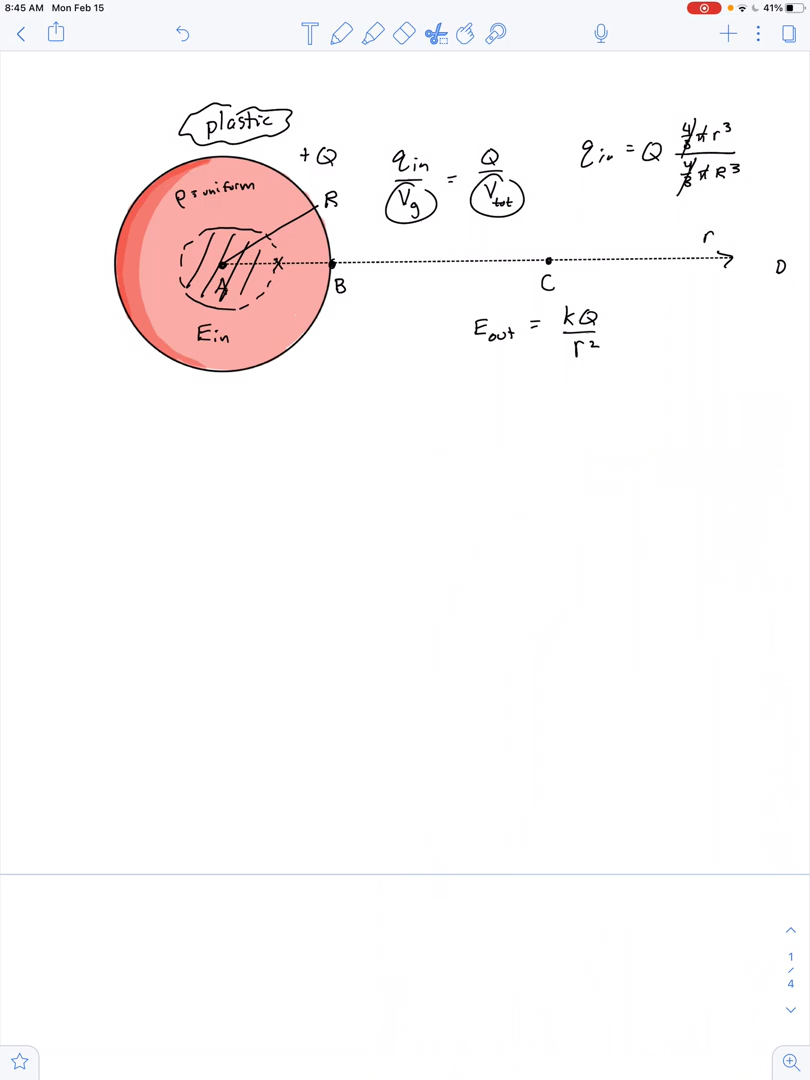 8:45 AM Mon Feb 15
41%
plastic
+Q
ρ = uniform
R
q_in / V_g = Q / V_tot
q_in = Q (4/3 π r³) / (4/3 π R³)
r
A
B
C
D
E_in
E_out = kQ / r²
1 / 4